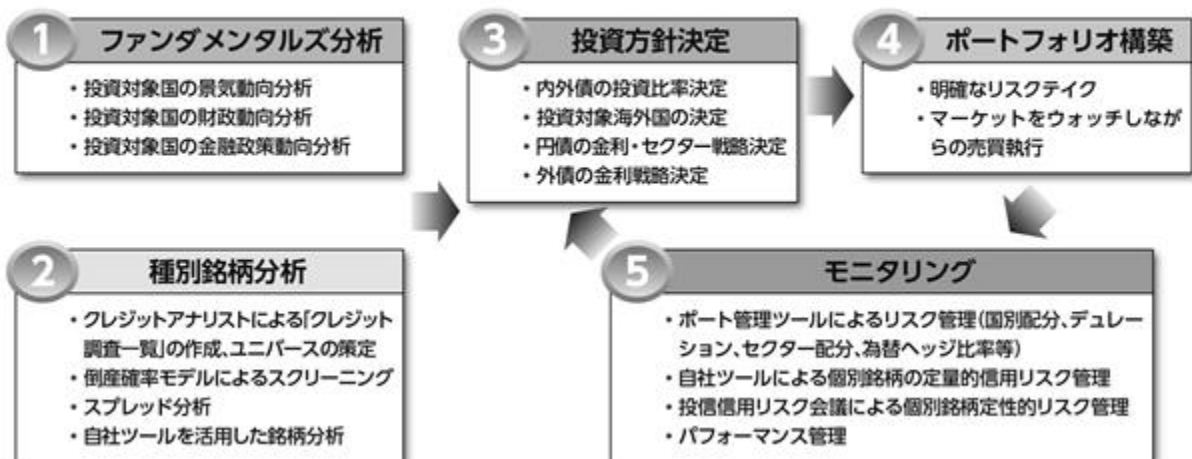 1 ファンダメンタルズ分析
・投資対象国の景気動向分析
・投資対象国の財政動向分析
・投資対象国の金融政策動向分析
2 種別銘柄分析
・クレジットアナリストによる「クレジット
調査一覧」の作成、ユニバースの策定
・倒産確率モデルによるスクリーニング
・スプレッド分析
・自社ツールを活用した銘柄分析
3 投資方針決定
・内外債の投資比率決定
・投資対象海外国の決定
・円債の金利・セクター戦略決定
・外債の金利戦略決定
4 ポートフォリオ構築
・明確なリスクテイク
・マーケットをウォッチしなが
らの売買執行
5 モニタリング
・ポート管理ツールによるリスク管理(国別配分、デュレー
ション、セクター配分、為替ヘッジ比率等)
・自社ツールによる個別銘柄の定量的信用リスク管理
・投信信用リスク会議による個別銘柄定性的リスク管理
・パフォーマンス管理